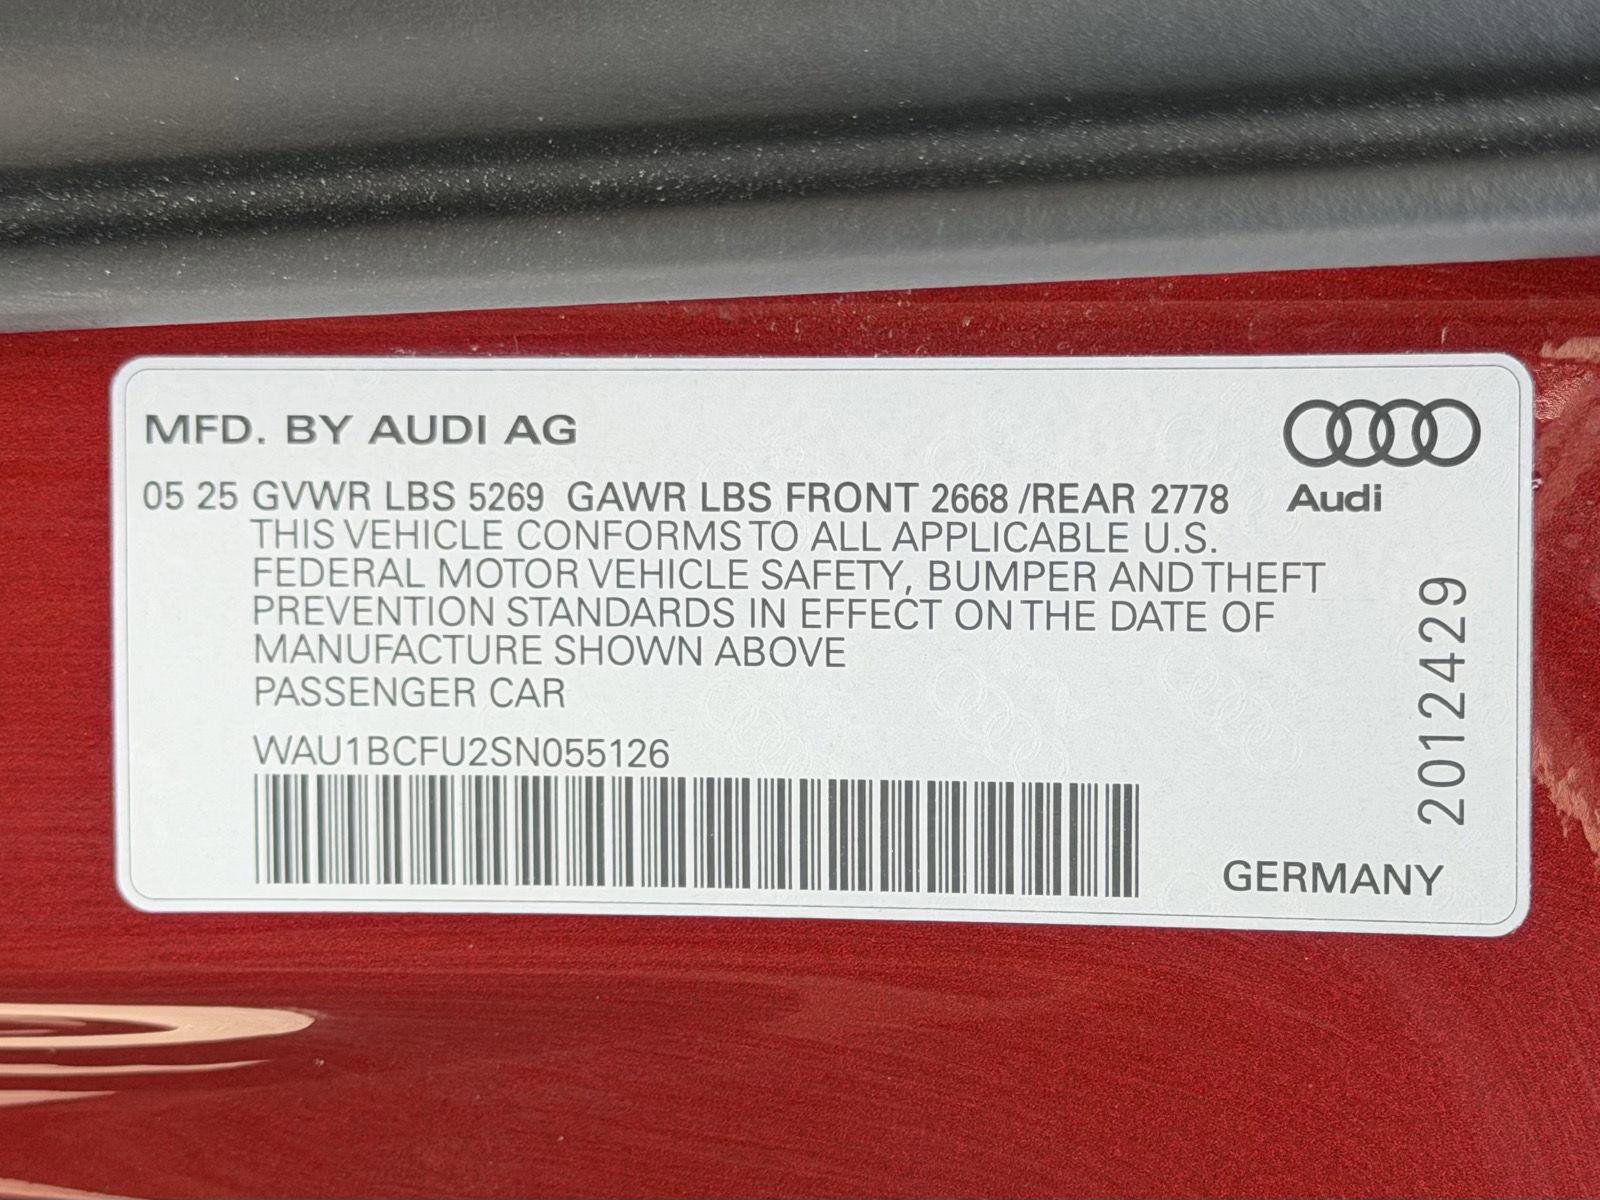 MFD. BY AUDI AG
05 25 GVWR LBS 5269 GAWR LBS FRONT 2668 /REAR 2778
Audi
THIS VEHICLE CONFORMS TO ALL APPLICABLE U.S.
FEDERAL MOTOR VEHICLE SAFETY, BUMPER AND THEFT
PREVENTION STANDARDS IN EFFECT ON THE DATE OF
MANUFACTURE SHOWN ABOVE
PASSENGER CAR
WAU1BCFU2SN055126
2012429
GERMANY